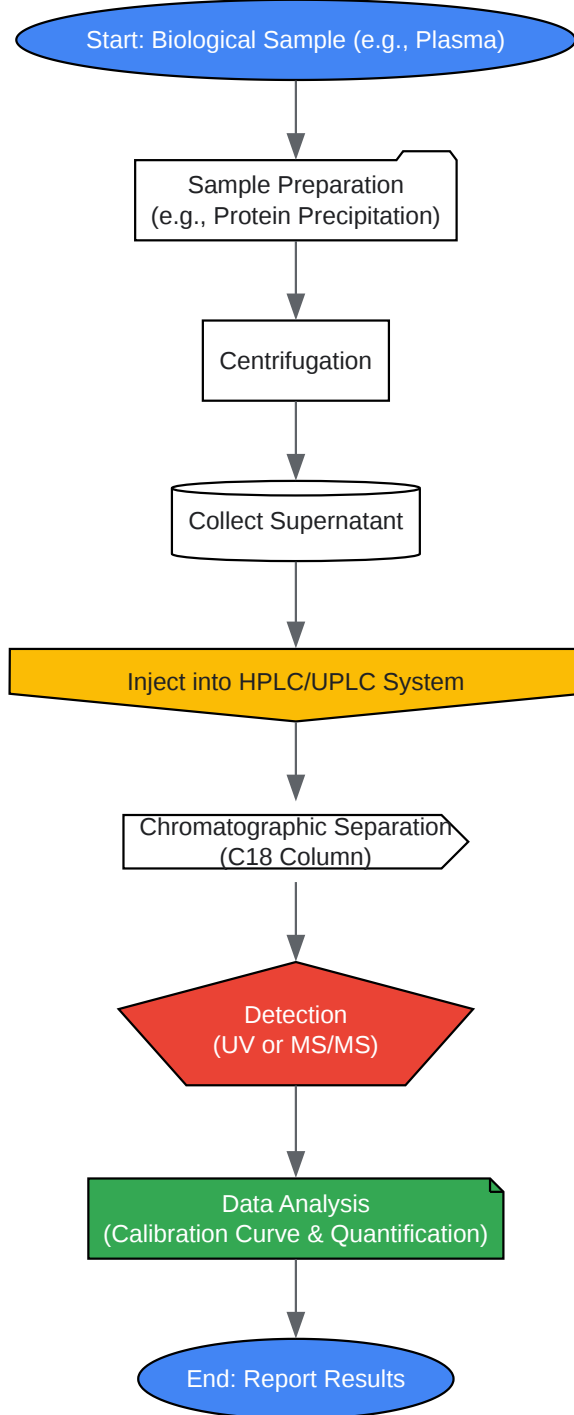 Start: Biological Sample (e.g., Plasma)
Sample Preparation
(e.g., Protein Precipitation)
Centrifugation
Collect Supernatant
Inject into HPLC/UPLC System
Chromatographic Separation
(C18 Column)
Detection
(UV or MS/MS)
Data Analysis
(Calibration Curve & Quantification)
End: Report Results